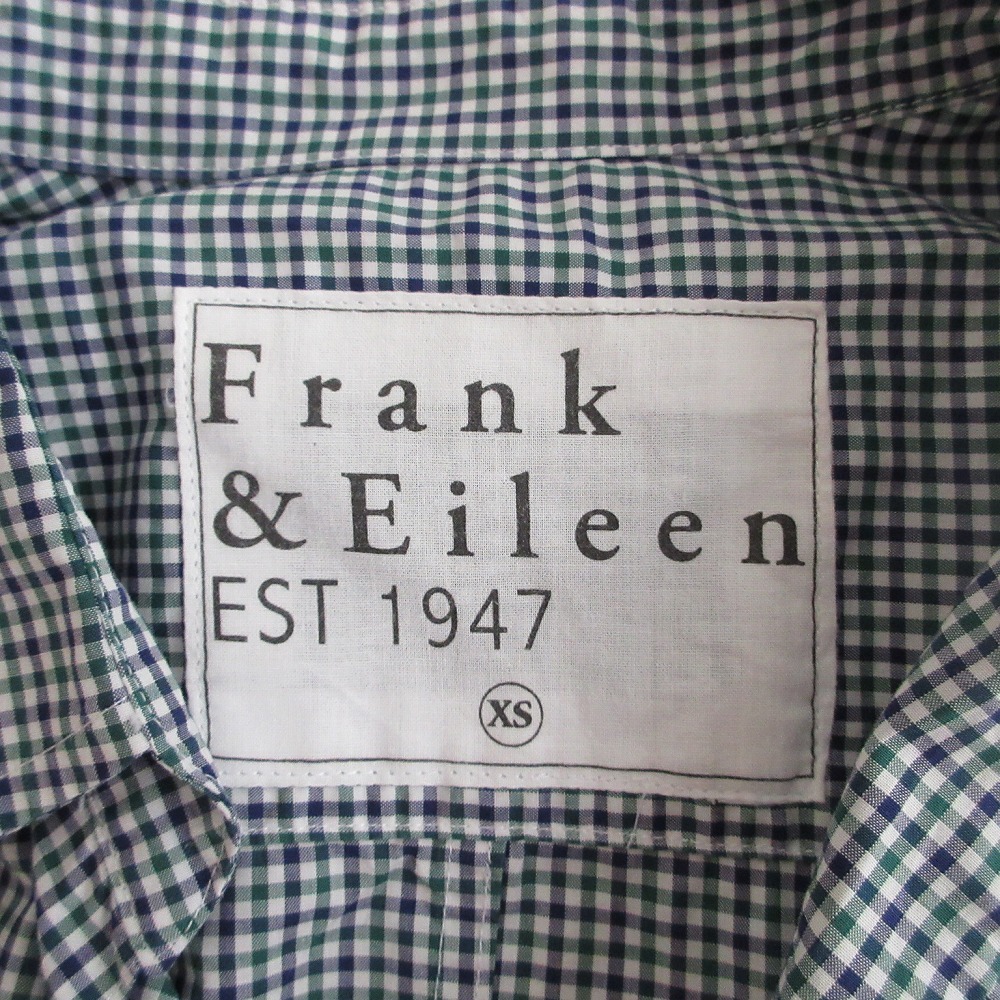 Frank
& Eileen
EST 1947
XS